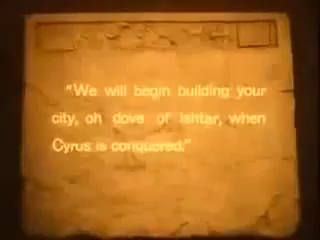 "We will begin building your
city, oh dove of Ishtar, when
Cyrus is conquered."